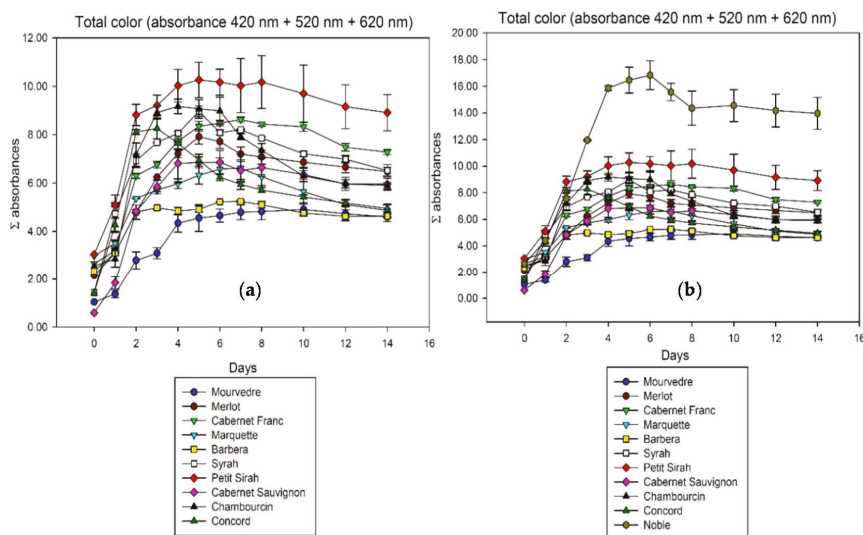 Total color (absorbance 420 nm + 520 nm + 620 nm)
12.00
10.00
8.00
6.00
4.00
2.00
0.00
Σ absorbances
(a)
0 2 4 6 8 10 12 14 16
Days
Mourvedre
Merlot
Cabernet Franc
Marquette
Barbera
Syrah
Petit Sirah
Cabernet Sauvignon
Chambourcin
Concord
Total color (absorbance 420 nm + 520 nm + 620 nm)
20.00
18.00
16.00
14.00
12.00
10.00
8.00
6.00
4.00
2.00
0.00
Σ absorbances
(b)
0 2 4 6 8 10 12 14 16
Days
Mourvedre
Merlot
Cabernet Franc
Marquette
Barbera
Syrah
Petit Sirah
Cabernet Sauvignon
Chambourcin
Concord
Noble